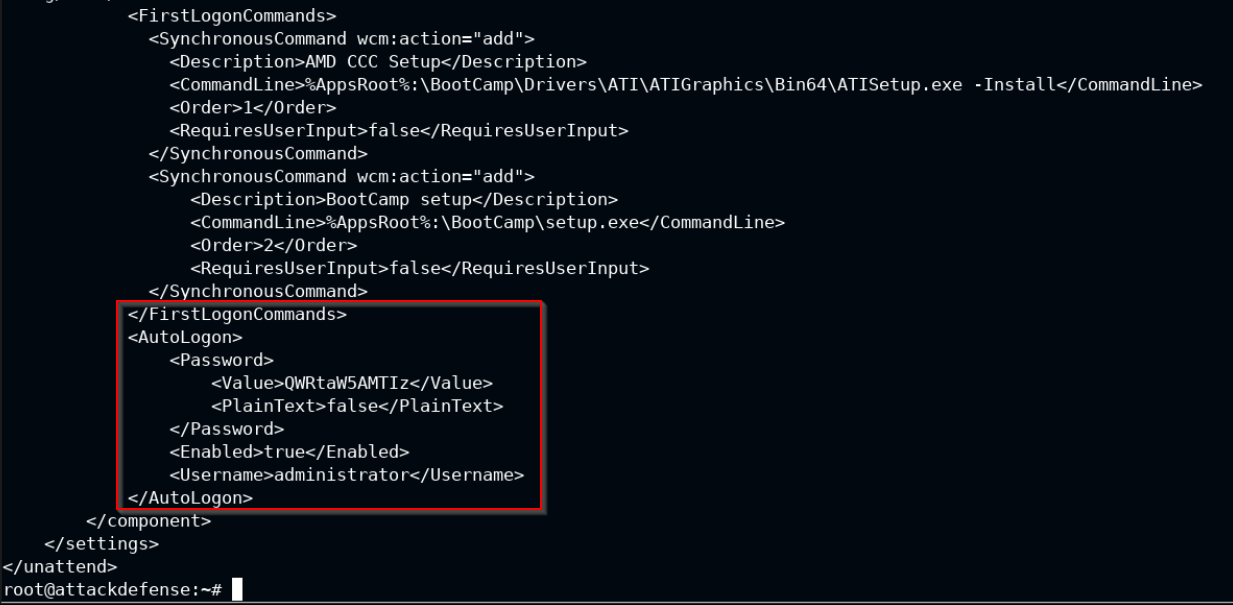 <FirstLogonCommands>
<SynchronousCommand wcm:action="add">
<Description>AMD CCC Setup</Description>
<CommandLine>%AppsRoot%:\BootCamp\Drivers\ATI\ATIGraphics\Bin64\ATISetup.exe -Install</CommandLine>
<Order>1</Order>
<RequiresUserInput>false</RequiresUserInput>
</SynchronousCommand>
<SynchronousCommand wcm:action="add">
<Description>BootCamp setup</Description>
<CommandLine>%AppsRoot%:\BootCamp\setup.exe</CommandLine>
<Order>2</Order>
<RequiresUserInput>false</RequiresUserInput>
</SynchronousCommand>
</FirstLogonCommands>
<AutoLogon>
<Password>
<Value>QWRtaW5AMTIz</Value>
<PlainText>false</PlainText>
</Password>
<Enabled>true</Enabled>
<Username>administrator</Username>
</AutoLogon>
</component>
</settings>
</unattend>
root@attackdefense:~#